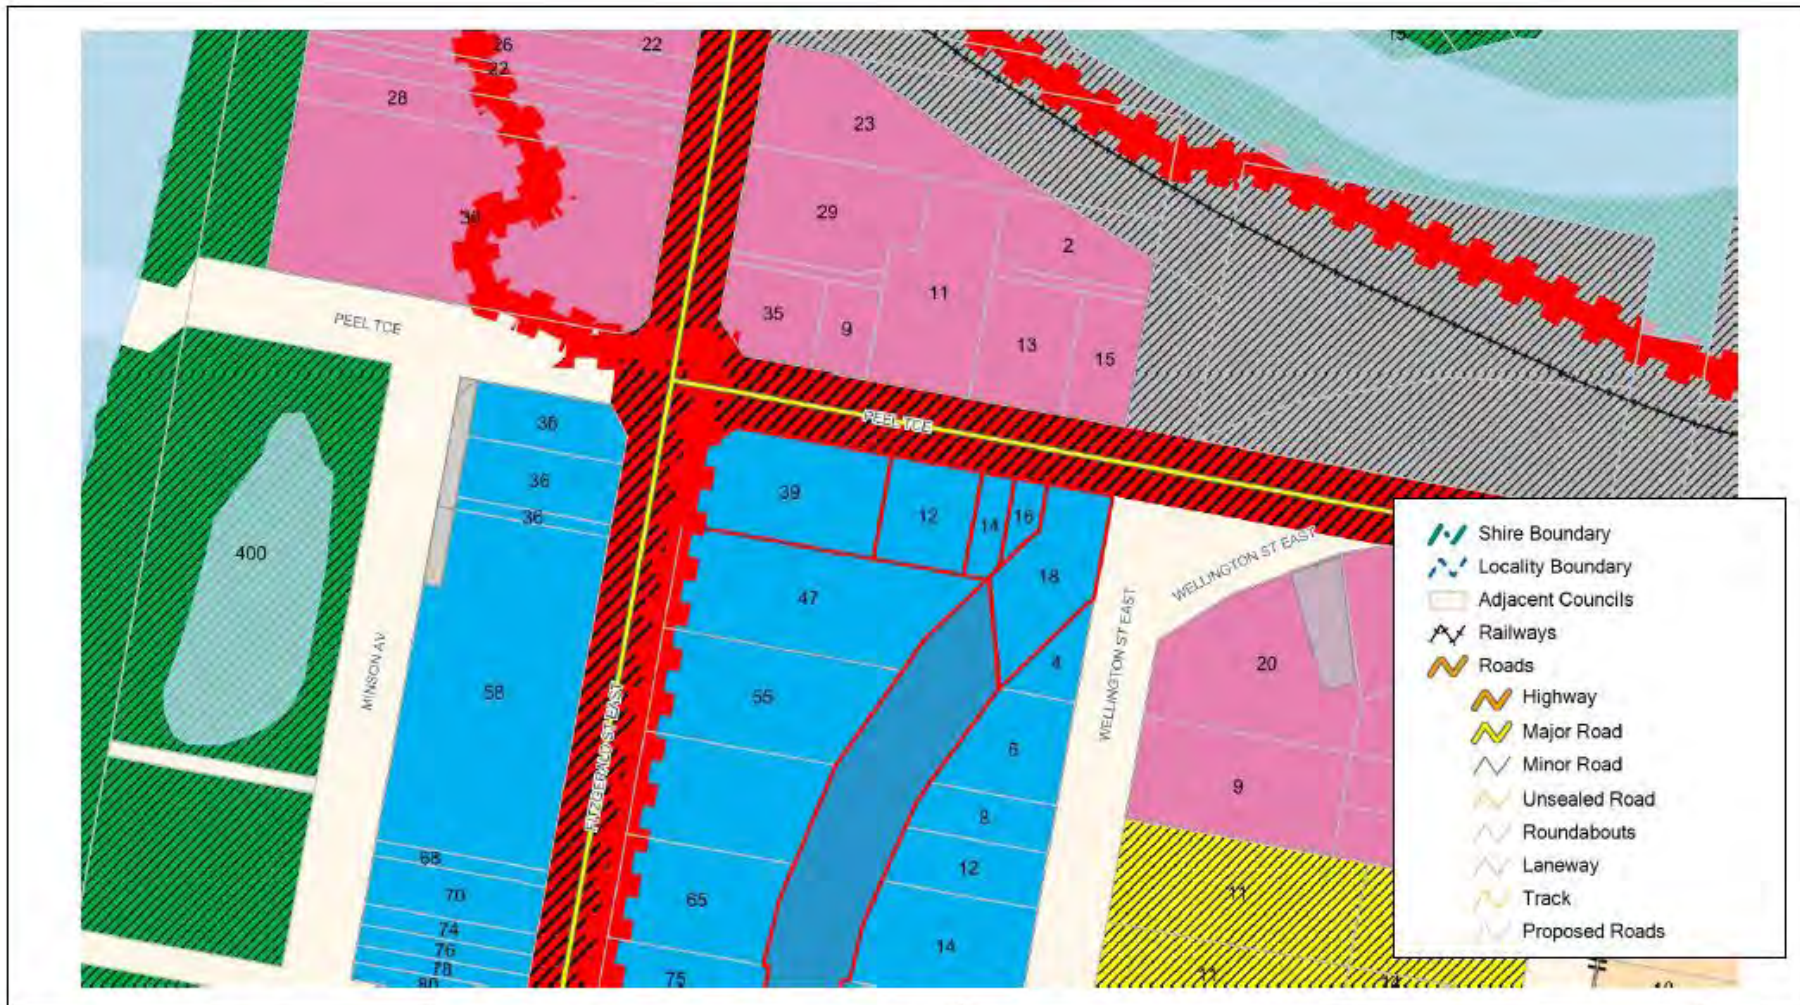 26
22
22
28
23
30
29
2
11
35
9
13
15
PEEL TCE
PEEL TCE
36
36
36
39
12
14
16
18
400
47
4
58
55
6
8
12
14
65
75
68
70
74
76
78
80
MINSON AV
FITZGERALD ST EAST
WELLINGTON ST EAST
WELLINGTON ST EAST
20
9
11
11
Shire Boundary
Locality Boundary
Adjacent Councils
Railways
Roads
Highway
Major Road
Minor Road
Unsealed Road
Roundabouts
Laneway
Track
Proposed Roads